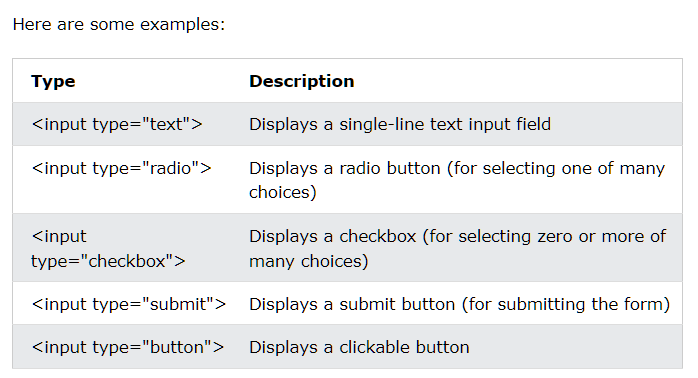 Here are some examples:
Type Description
<input type="text"> Displays a single-line text input field
<input type="radio"> Displays a radio button (for selecting one of many
choices)
<input Displays a checkbox (for selecting zero or more of
type="checkbox"> many choices)
<input type="submit"> Displays a submit button (for submitting the form)
<input type="button"> Displays a clickable button